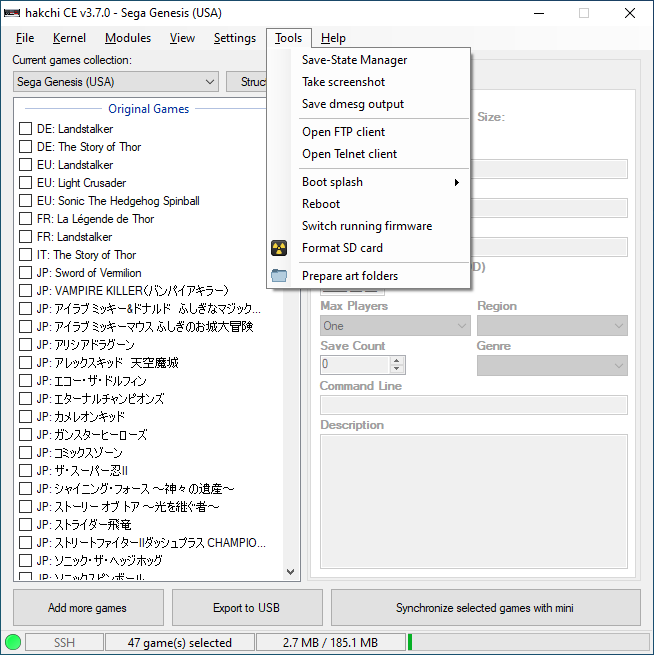 hakchi CE v3.7.0 - Sega Genesis (USA)
File Kernel Modules View Settings Tools Help
Current games collection:
Sega Genesis (USA)
Struct
Original Games
DE: Landstalker
DE: The Story of Thor
EU: Landstalker
EU: Light Crusader
EU: Sonic The Hedgehog Spinball
FR: La Légende de Thor
FR: Landstalker
IT: The Story of Thor
JP: Sword of Vermilion
JP: VAMPIRE KILLER(バンパイアキラー)
JP: アイラブ ミッキー&ドナルド ふしぎなマジック...
JP: アイラブ ミッキーマウス ふしぎのお城大冒険
JP: アリシアドラグーン
JP: アレックスキッド 天空魔城
JP: エコー・ザ・ドルフィン
JP: エターナルチャンピオンズ
JP: カメレオンキッド
JP: ガンスターヒーローズ
JP: コミックスゾーン
JP: ザ・スーパー忍II
JP: シャイニング・フォース ～神々の遺産～
JP: ストーリー オブ トア ～光を継ぐ者～
JP: ストライダー飛竜
JP: ストリートファイターIIダッシュプラス CHAMPIO...
JP: ソニック・ザ・ヘッジホッグ
JP: ソニックスピンボール
Save-State Manager
Take screenshot
Save dmesg output
Open FTP client
Open Telnet client
Boot splash
Reboot
Switch running firmware
Format SD card
Prepare art folders
Size:
D)
Max Players
Region
One
Save Count
Genre
0
Command Line
Description
Add more games
Export to USB
Synchronize selected games with mini
SSH
47 game(s) selected
2.7 MB / 185.1 MB